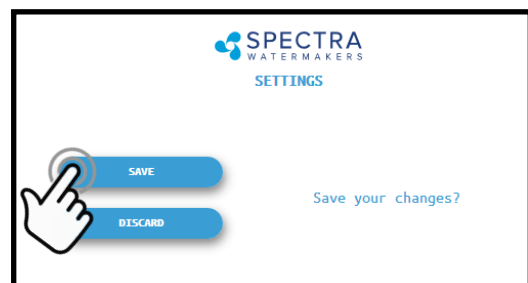 SPECTRA
WATERMAKERS
SETTINGS
SAVE
Save your changes?
DISCARD